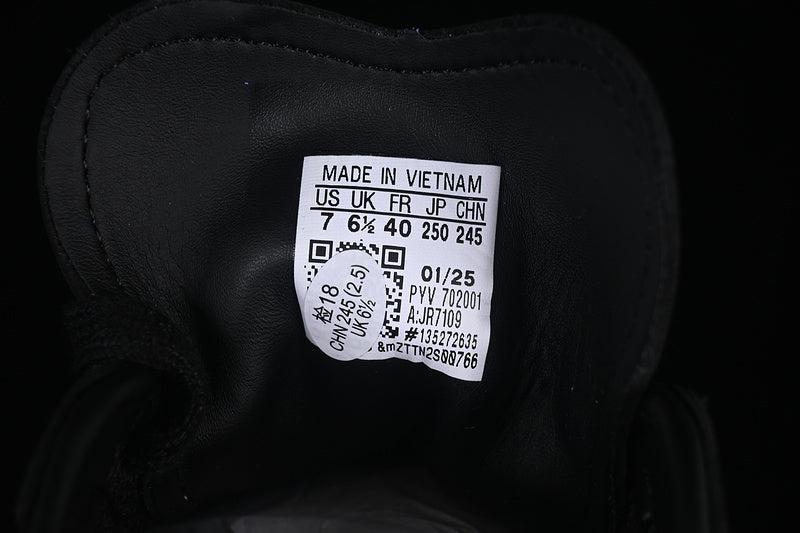 MADE IN VIETNAM
US UK FR JP CHN
7 6½ 40 250 245
01/25
PYV 702001
A:JR7109
#135272635
&mZTTN2S00766
检18
CHN 245 (2.5)
UK 6½